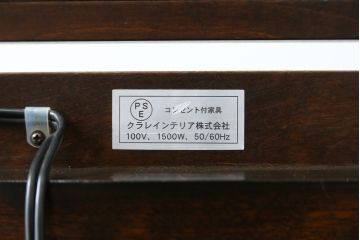 PS
E
コンセント付家具
クラレインテリア株式会社
100V、1500W、50/60Hz